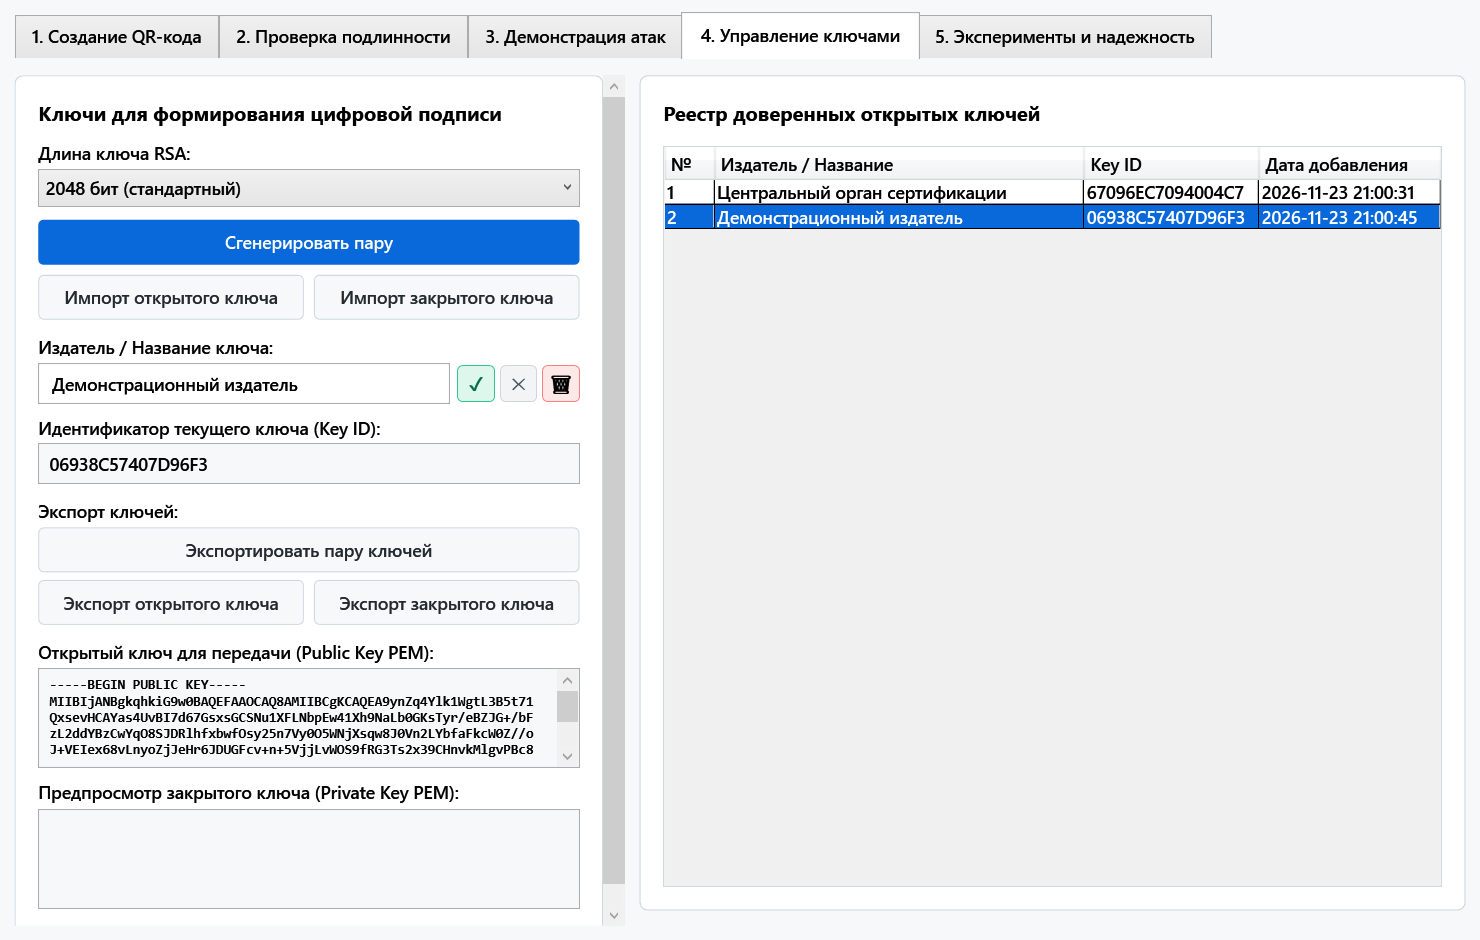 1. Создание QR-кода
2. Проверка подлинности
3. Демонстрация атак
4. Управление ключами
5. Эксперименты и надежность
Ключи для формирования цифровой подписи
Длина ключа RSA:
2048 бит (стандартный)
Сгенерировать пару
Импорт открытого ключа
Импорт закрытого ключа
Издатель / Название ключа:
Демонстрационный издатель
Идентификатор текущего ключа (Key ID):
06938C57407D96F3
Экспорт ключей:
Экспортировать пару ключей
Экспорт открытого ключа
Экспорт закрытого ключа
Открытый ключ для передачи (Public Key PEM):
-----BEGIN PUBLIC KEY-----
MIIBIjANBgkqhkiG9w0BAQEFAAOCAQ8AMIIBCgKCAQEA9ynZq4Ylk1WgtL3B5t71
QxsevHCAYas4UvBI7d67GsxsGCSNu1XFLNbpEw41Xh9NaLb0GKsTyr/eBZJG+/bF
zL2ddYBzCwYqO8SJDRlhfxbwfOsy25n7Vy0O5WNjXsqw8J0Vn2LYbfaFkcW0Z//o
J+VEIex68vLnyoZjJeHr6JDUGFcv+n+5VjjLvWOS9fRG3Ts2x39CHnvkMlgvPBc8
Предпросмотр закрытого ключа (Private Key PEM):
Реестр доверенных открытых ключей
№ Издатель / Название Key ID Дата добавления
1 Центральный орган сертификации 67096EC7094004C7 2026-11-23 21:00:31
2 Демонстрационный издатель 06938C57407D96F3 2026-11-23 21:00:45